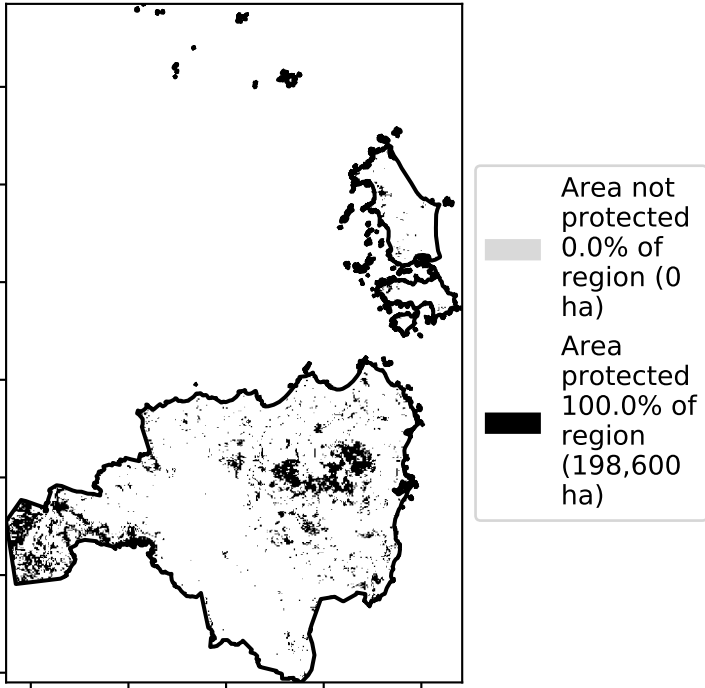 Area not
protected
0.0% of
region (0
ha)
Area
protected
100.0% of
region
(198,600
ha)